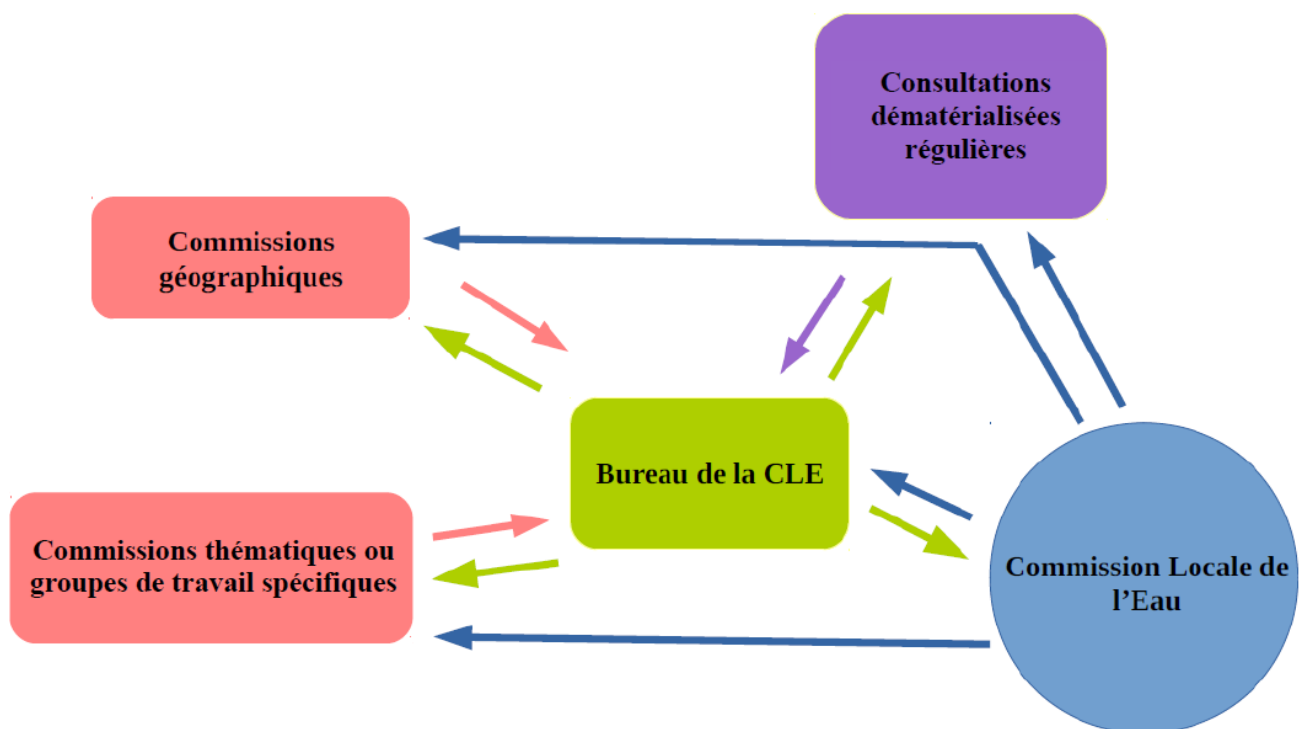 Consultations
dématérialisées
régulières
Commissions
géographiques
Bureau de la CLE
Commissions thématiques ou
groupes de travail spécifiques
Commission Locale de
l’Eau